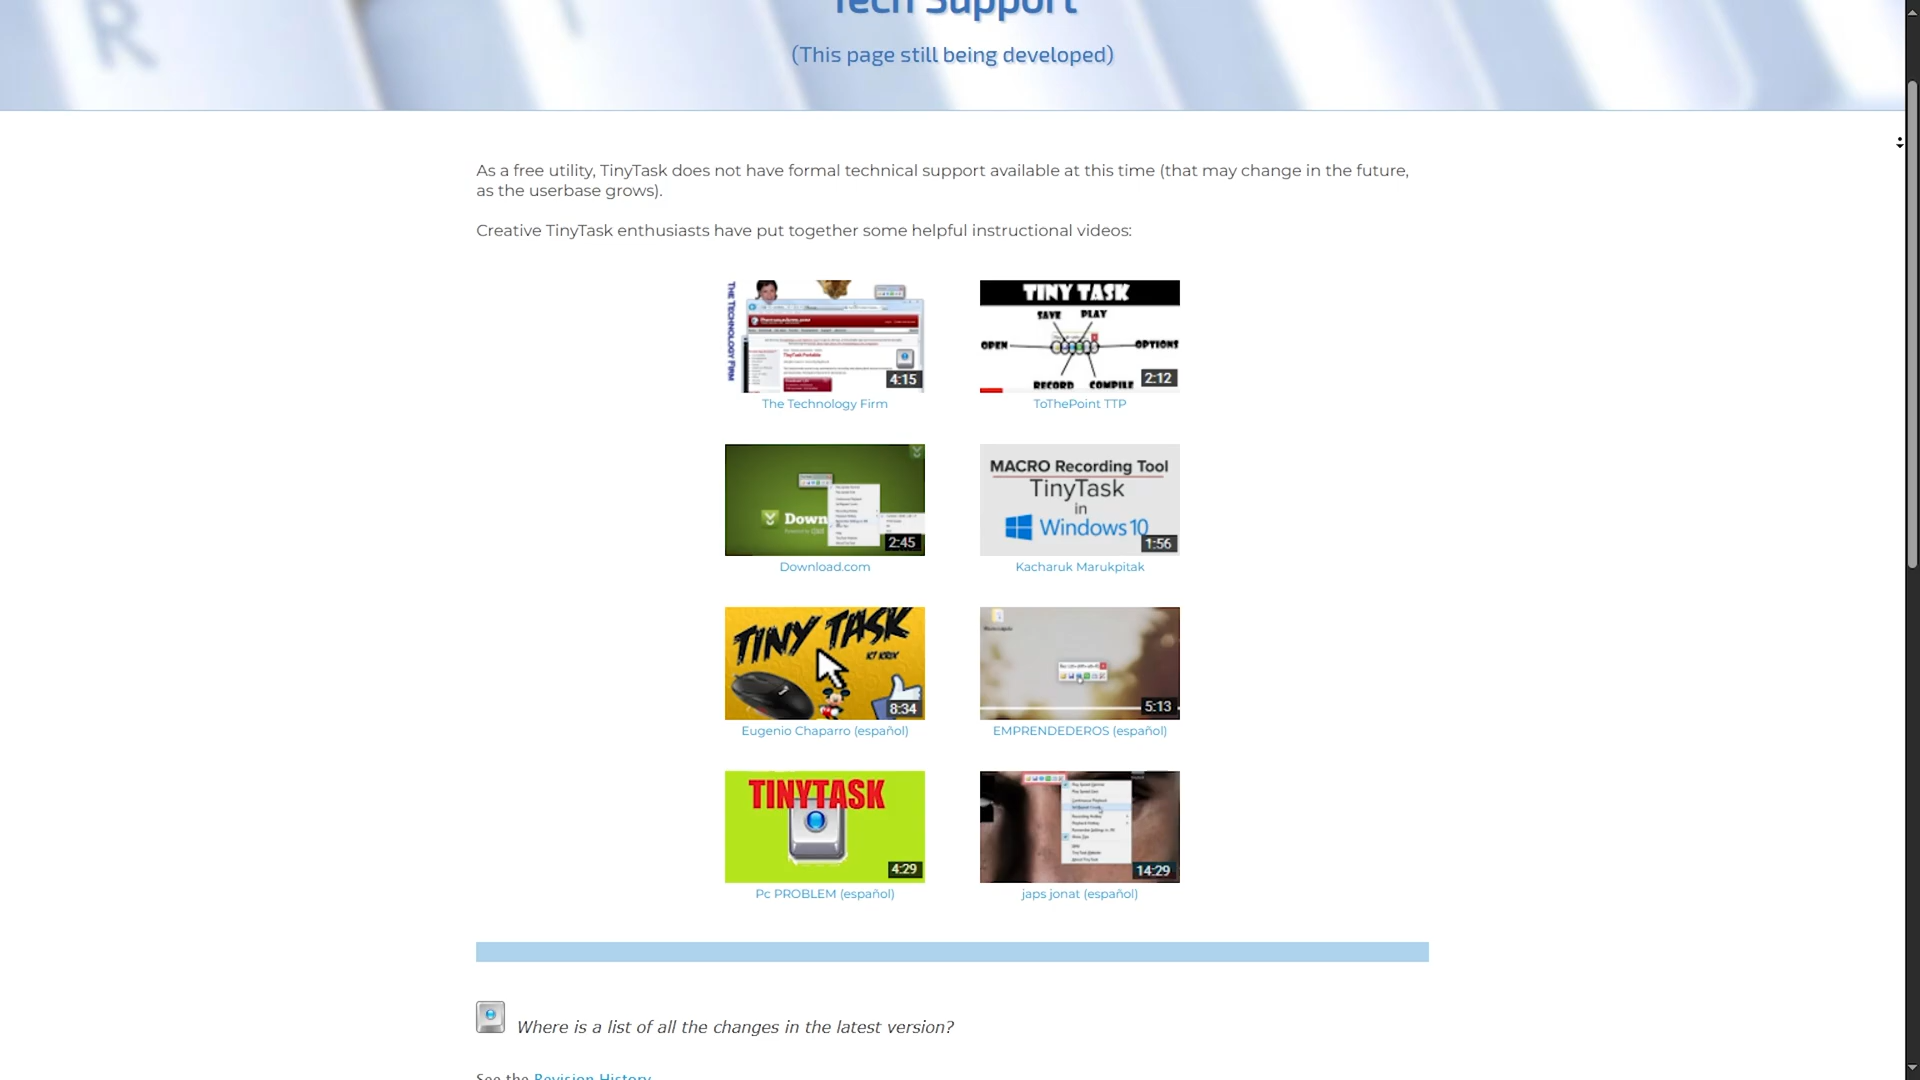 Tech Support
(This page still being developed)
As a free utility, TinyTask does not have formal technical support available at this time (that may change in the future,
as the userbase grows).
Creative TinyTask enthusiasts have put together some helpful instructional videos:
THE TECHNOLOGY FIRM
4:15
The Technology Firm
TINY TASK
SAVE PLAY
OPEN OPTIONS
RECORD COMPILE
2:12
ToThePoint TTP
Down
2:45
Download.com
MACRO Recording Tool
TinyTask
in
Windows10
1:56
Kacharuk Marukpitak
TINY TASK
8:34
Eugenio Chaparro (español)
5:13
EMPRENDEDEROS (español)
TINYTASK
4:29
Pc PROBLEM (español)
14:29
japs jonat (español)
Where is a list of all the changes in the latest version?
See the Revision History